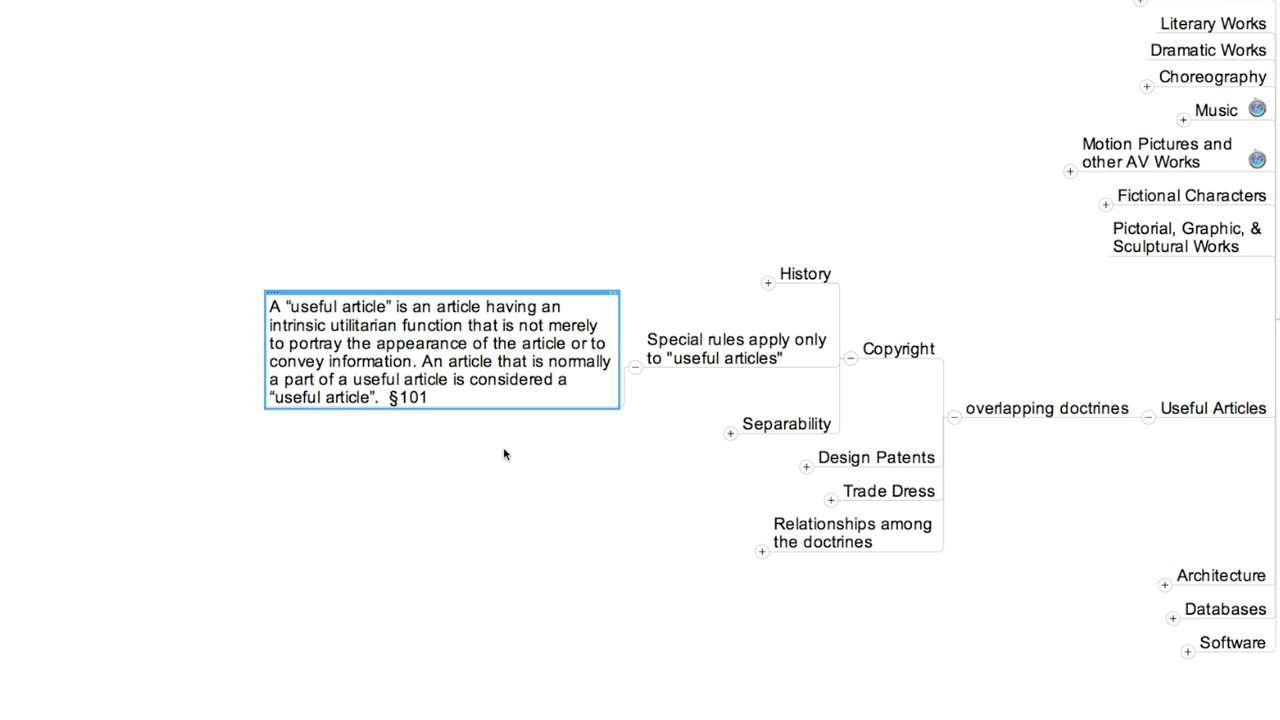 Literary Works
Dramatic Works
Choreography
Music
Motion Pictures and
other AV Works
Fictional Characters
Pictorial, Graphic, &
Sculptural Works
History
A “useful article” is an article having an
intrinsic utilitarian function that is not merely
to portray the appearance of the article or to
convey information. An article that is normally
a part of a useful article is considered a
“useful article”.  §101
Special rules apply only
to "useful articles"
Copyright
Separability
overlapping doctrines
Useful Articles
Design Patents
Trade Dress
Relationships among
the doctrines
Architecture
Databases
Software